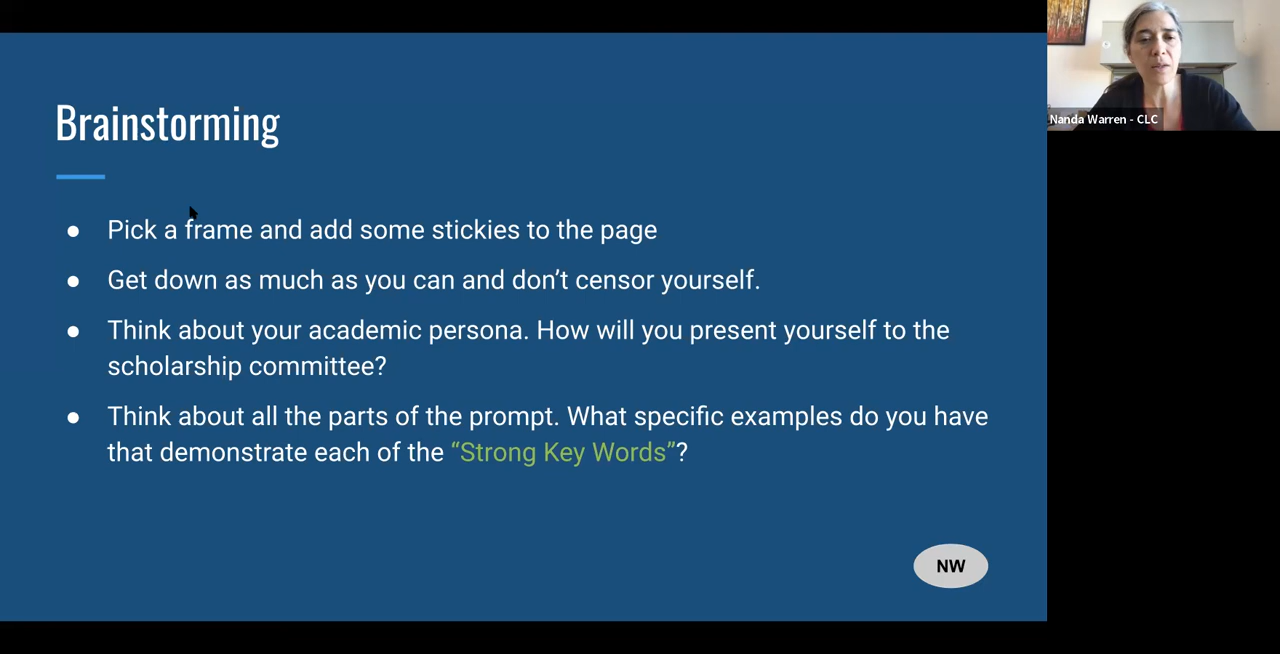 Brainstorming
● Pick a frame and add some stickies to the page
● Get down as much as you can and don’t censor yourself.
● Think about your academic persona. How will you present yourself to the
scholarship committee?
● Think about all the parts of the prompt. What specific examples do you have
that demonstrate each of the “Strong Key Words”?
NW
Nanda Warren - CLC